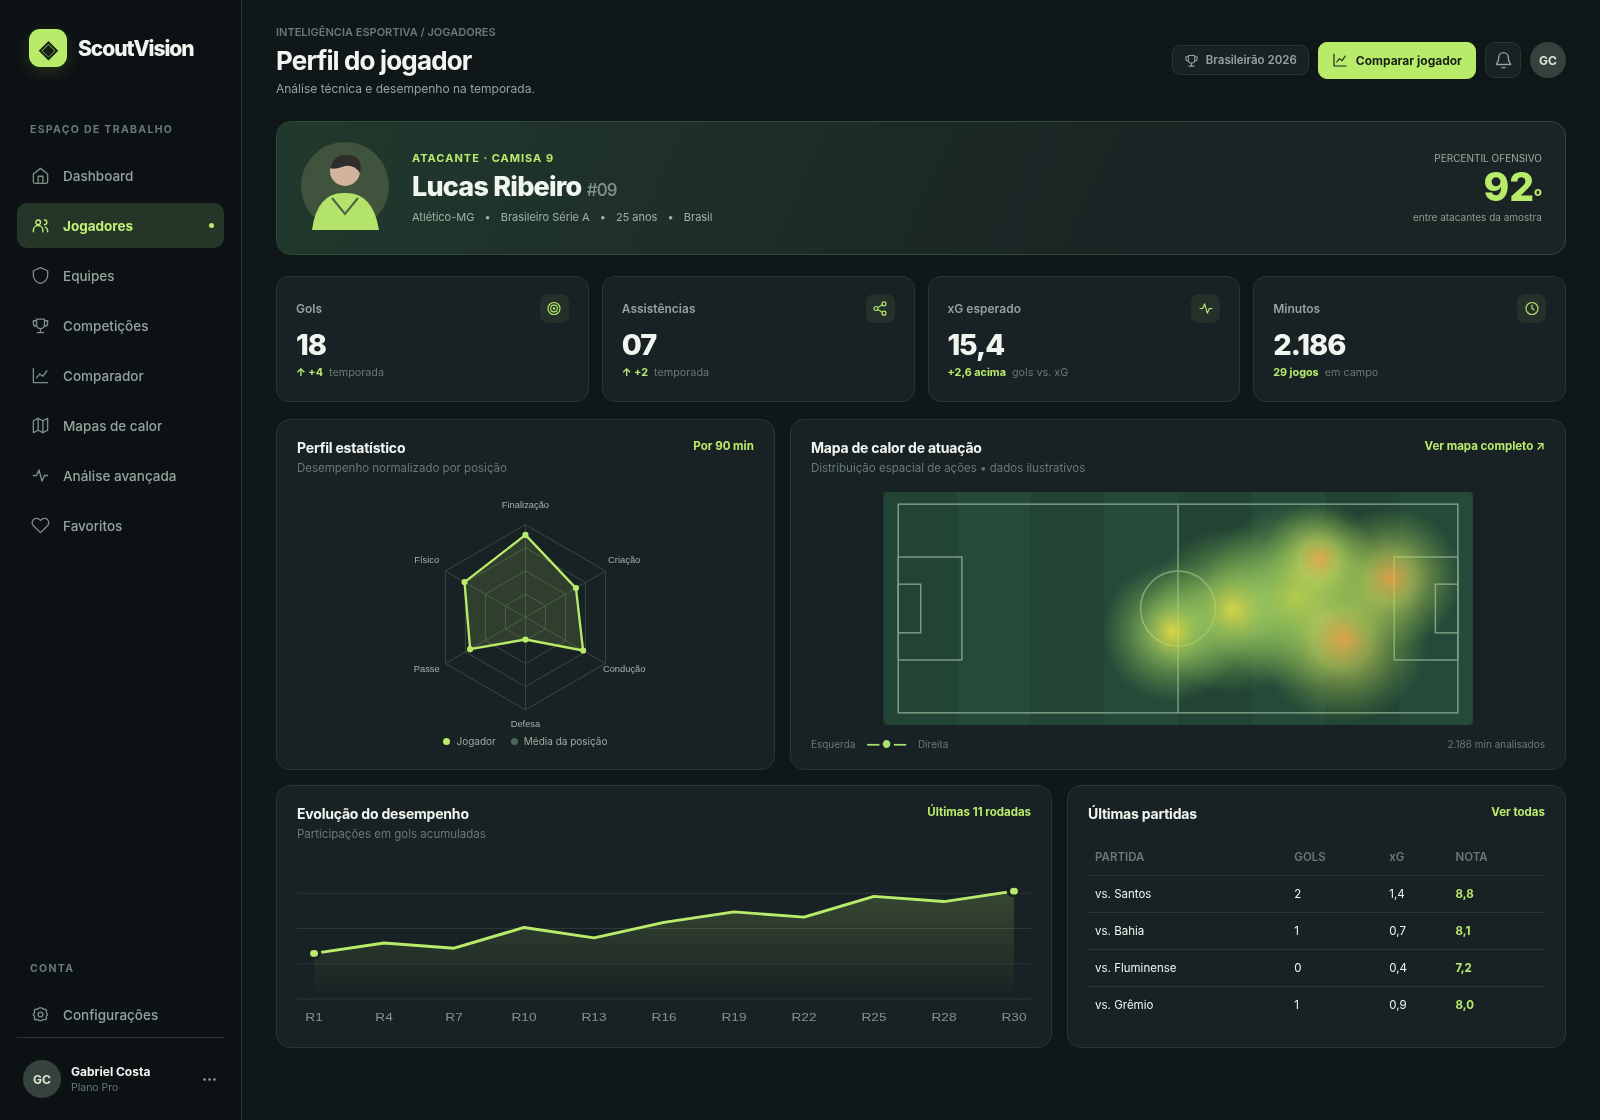 ScoutVision
ESPAÇO DE TRABALHO
Dashboard
Jogadores
Equipes
Competições
Comparador
Mapas de calor
Análise avançada
Favoritos
CONTA
Configurações
GC
Gabriel Costa
Plano Pro
INTELIGÊNCIA ESPORTIVA / JOGADORES
Perfil do jogador
Análise técnica e desempenho na temporada.
Brasileirão 2026
Comparar jogador
GC
ATACANTE · CAMISA 9
Lucas Ribeiro #09
Atlético-MG • Brasileiro Série A • 25 anos • Brasil
PERCENTIL OFENSIVO
92º
entre atacantes da amostra
Gols
18
↑ +4 temporada
Assistências
07
↑ +2 temporada
xG esperado
15,4
+2,6 acima gols vs. xG
Minutos
2.186
29 jogos em campo
Perfil estatístico
Por 90 min
Desempenho normalizado por posição
Finalização
Físico
Criação
Passe
Condução
Defesa
Jogador
Média da posição
Mapa de calor de atuação
Ver mapa completo ↗
Distribuição espacial de ações • dados ilustrativos
Esquerda
Direita
2.186 min analisados
Evolução do desempenho
Últimas 11 rodadas
Participações em gols acumuladas
R1 R4 R7 R10 R13 R16 R19 R22 R25 R28 R30
Últimas partidas
Ver todas
PARTIDA GOLS xG NOTA
vs. Santos 2 1,4 8,8
vs. Bahia 1 0,7 8,1
vs. Fluminense 0 0,4 7,2
vs. Grêmio 1 0,9 8,0